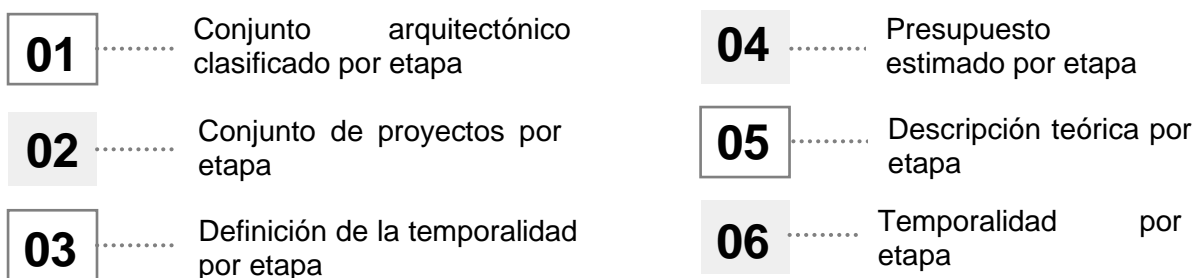 01
Conjunto arquitectónico
clasificado por etapa
02
Conjunto de proyectos por
etapa
03
Definición de la temporalidad
por etapa
04
Presupuesto
estimado por etapa
05
Descripción teórica por
etapa
06
Temporalidad por
etapa